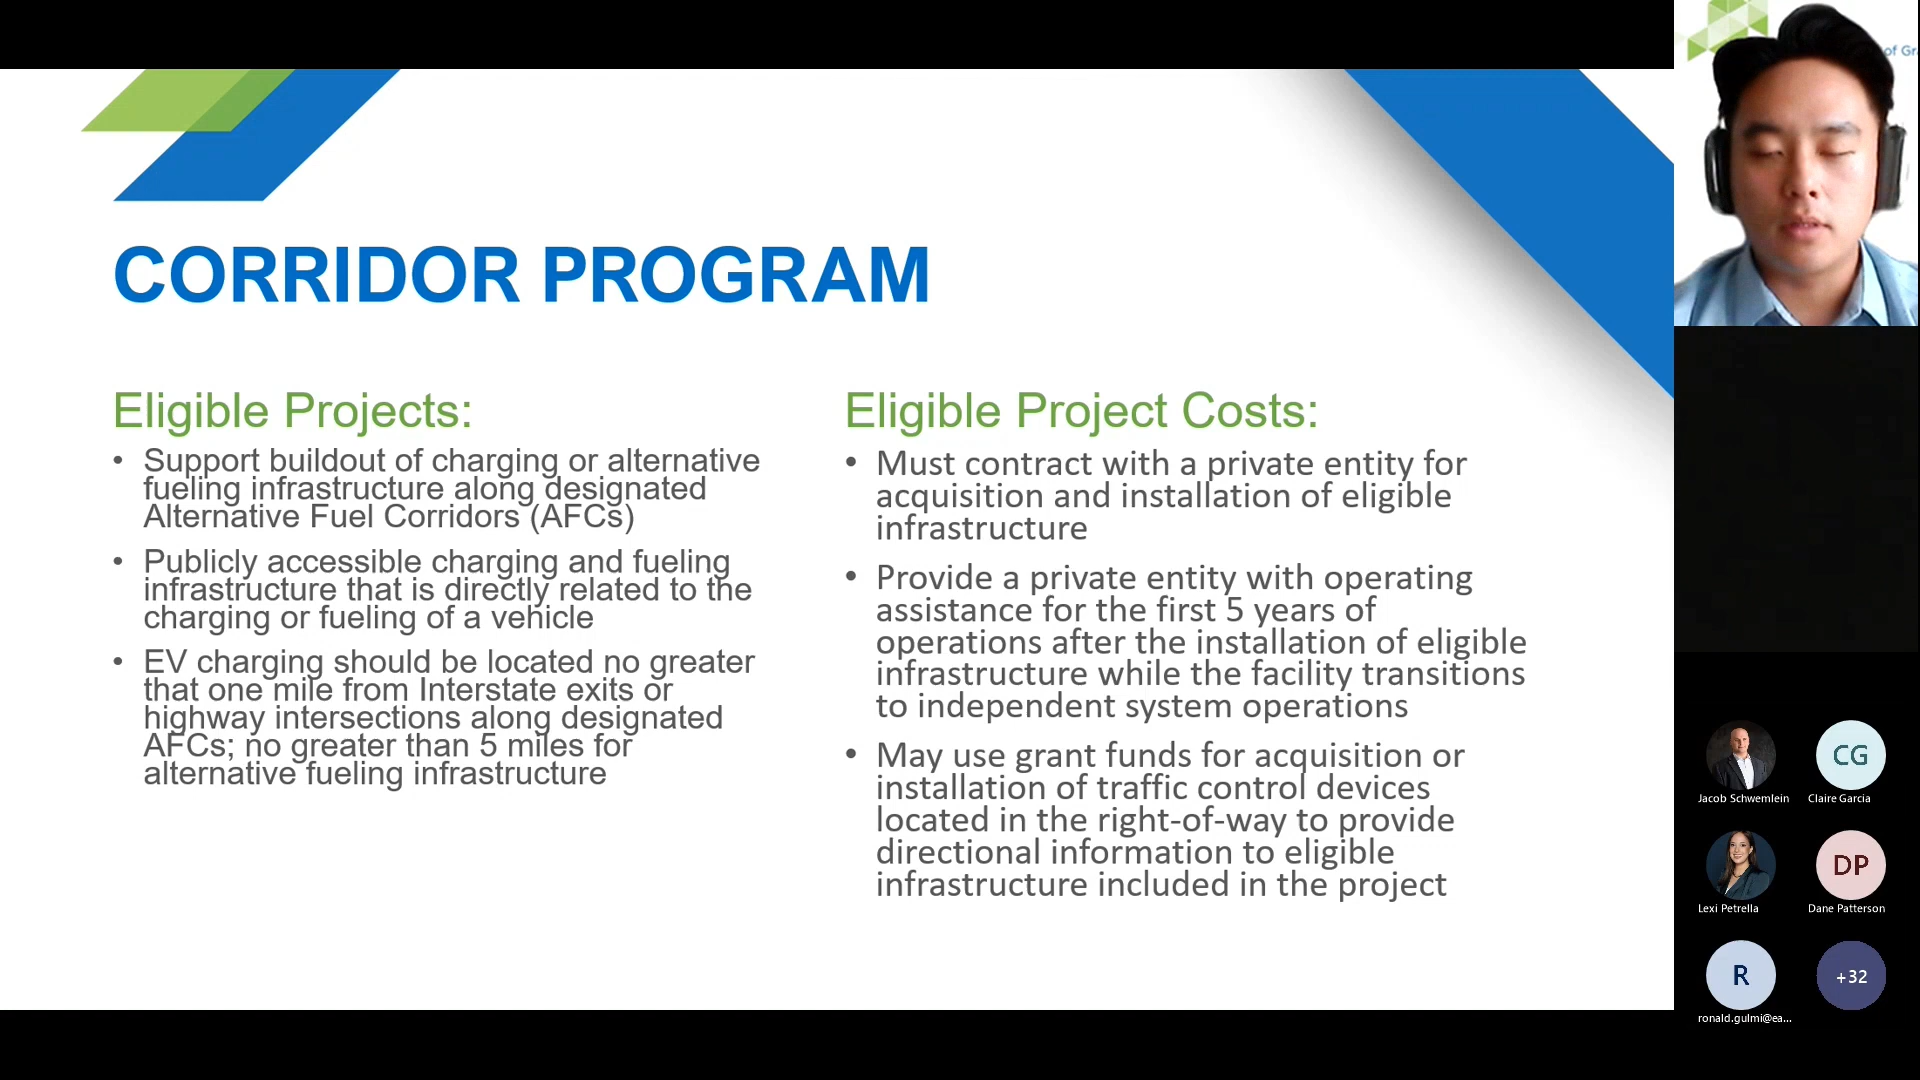 CORRIDOR PROGRAM
Eligible Projects:
• Support buildout of charging or alternative
fueling infrastructure along designated
Alternative Fuel Corridors (AFCs)
• Publicly accessible charging and fueling
infrastructure that is directly related to the
charging or fueling of a vehicle
• EV charging should be located no greater
that one mile from Interstate exits or
highway intersections along designated
AFCs; no greater than 5 miles for
alternative fueling infrastructure
Eligible Project Costs:
• Must contract with a private entity for
acquisition and installation of eligible
infrastructure
• Provide a private entity with operating
assistance for the first 5 years of
operations after the installation of eligible
infrastructure while the facility transitions
to independent system operations
• May use grant funds for acquisition or
installation of traffic control devices
located in the right-of-way to provide
directional information to eligible
infrastructure included in the project
of Gr
Jacob Schwemlein
CG
Claire Garcia
Lexi Petrella
DP
Dane Patterson
R
ronald.gulmi@ea...
+32